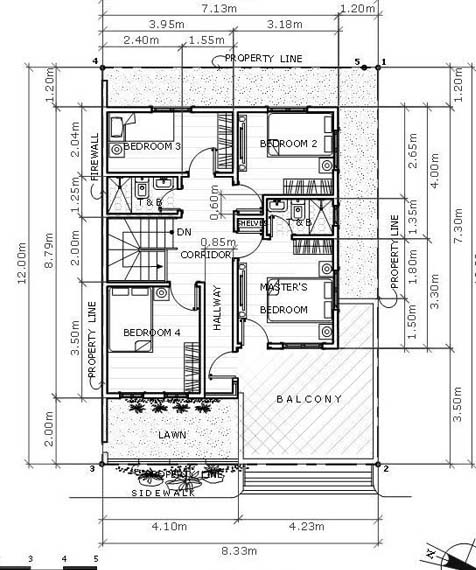 7.13m
1.20m
3.95m
3.18m
2.40m
1.55m
PROPERTY LINE
4
5
1
1.20m
1.20m
FIREWALL
2.04m
BEDROOM 3
BEDROOM 2
2.65m
4.00m
1.25m
T & B
0.60m
SHELVES
T & B
1.35m
PROPERTY LINE
7.30m
12.00m
8.79m
2.00m
DN
0.85m
CORRIDOR
1.80m
3.30m
HALLWAY
MASTER'S
BEDROOM
1.50m
PROPERTY LINE
3.50m
BEDROOM 4
BALCONY
3.50m
2.00m
LAWN
3
PROPERTY LINE
2
SIDEWALK
4.10m
4.23m
8.33m
3
4
5